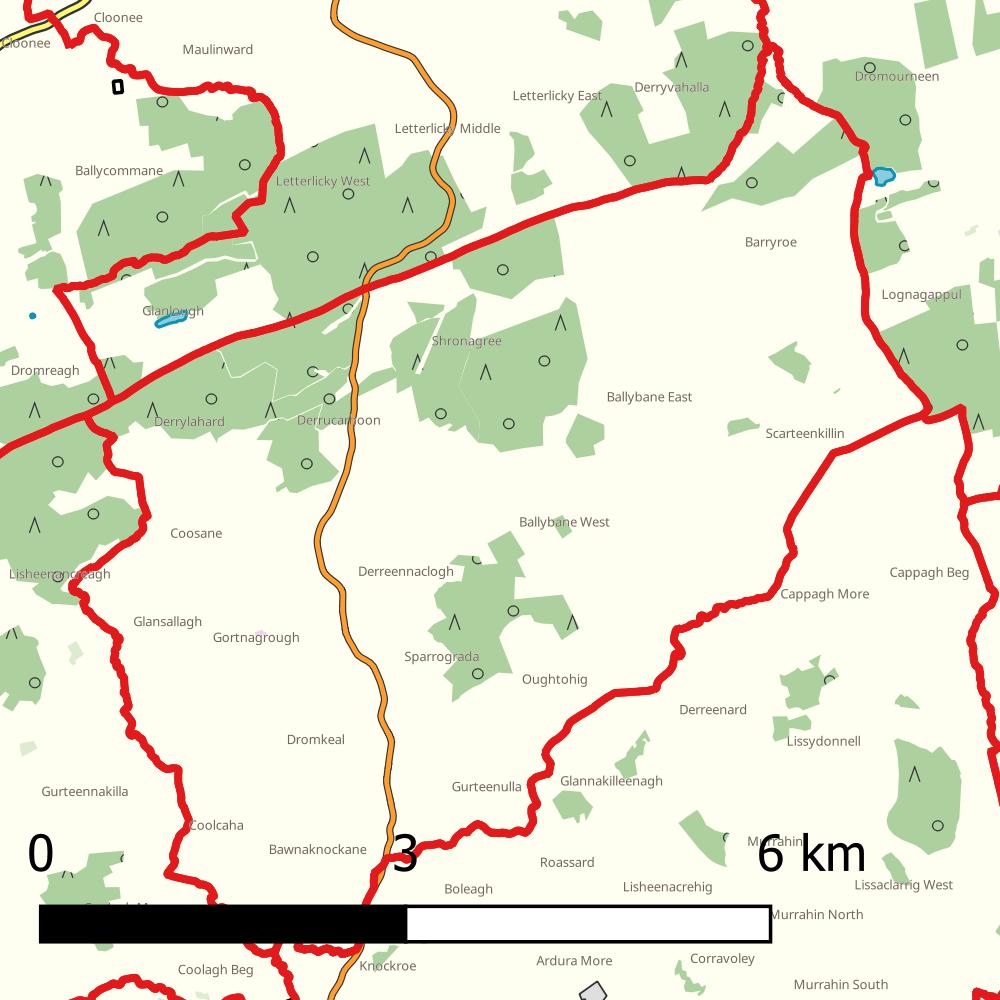 Cloonee
Cloonee
Maulinward
Dromourneen
Derryvahalla
Letterlicky East
Letterlicky Middle
Ballycommane
Letterlicky West
Barryroe
Lognagappul
Glanlough
Shronagree
Dromreagh
Ballybane East
Derrylahard
Derrucarroon
Scarteenkillin
Ballybane West
Coosane
Derreennaclogh
Lisheenancreagh
Cappagh Beg
Cappagh More
Glansallagh
Gortnagrough
Sparrograda
Oughtohig
Derreenard
Dromkeal
Lissydonnell
Glannakilleenagh
Gurteenulla
Gurteennakilla
Coolcaha
Murrahin
Bawnaknockane
0 3 6 km
Roassard
Boleagh
Lisheenacrehig
Lissaclarrig West
Murrahin North
Corravoley
Ardura More
Knockroe
Coolagh Beg
Murrahin South